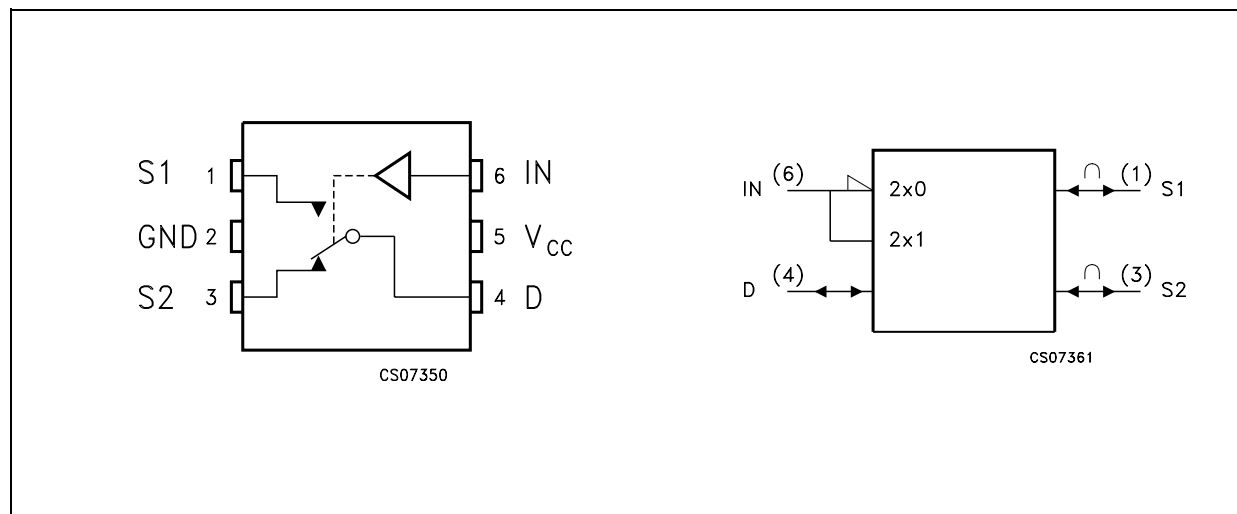 S1 1
GND 2
S2 3
6 IN
5 VCC
4 D
CS07350
IN (6)
D (4)
2x0
2x1
(1) S1
(3) S2
CS07361